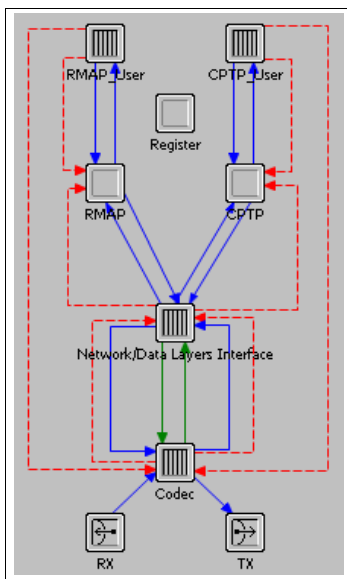 RMAP_User
CPTP_User
Register
RMAP
CPTP
Network/Data Layers Interface
Codec
RX
TX